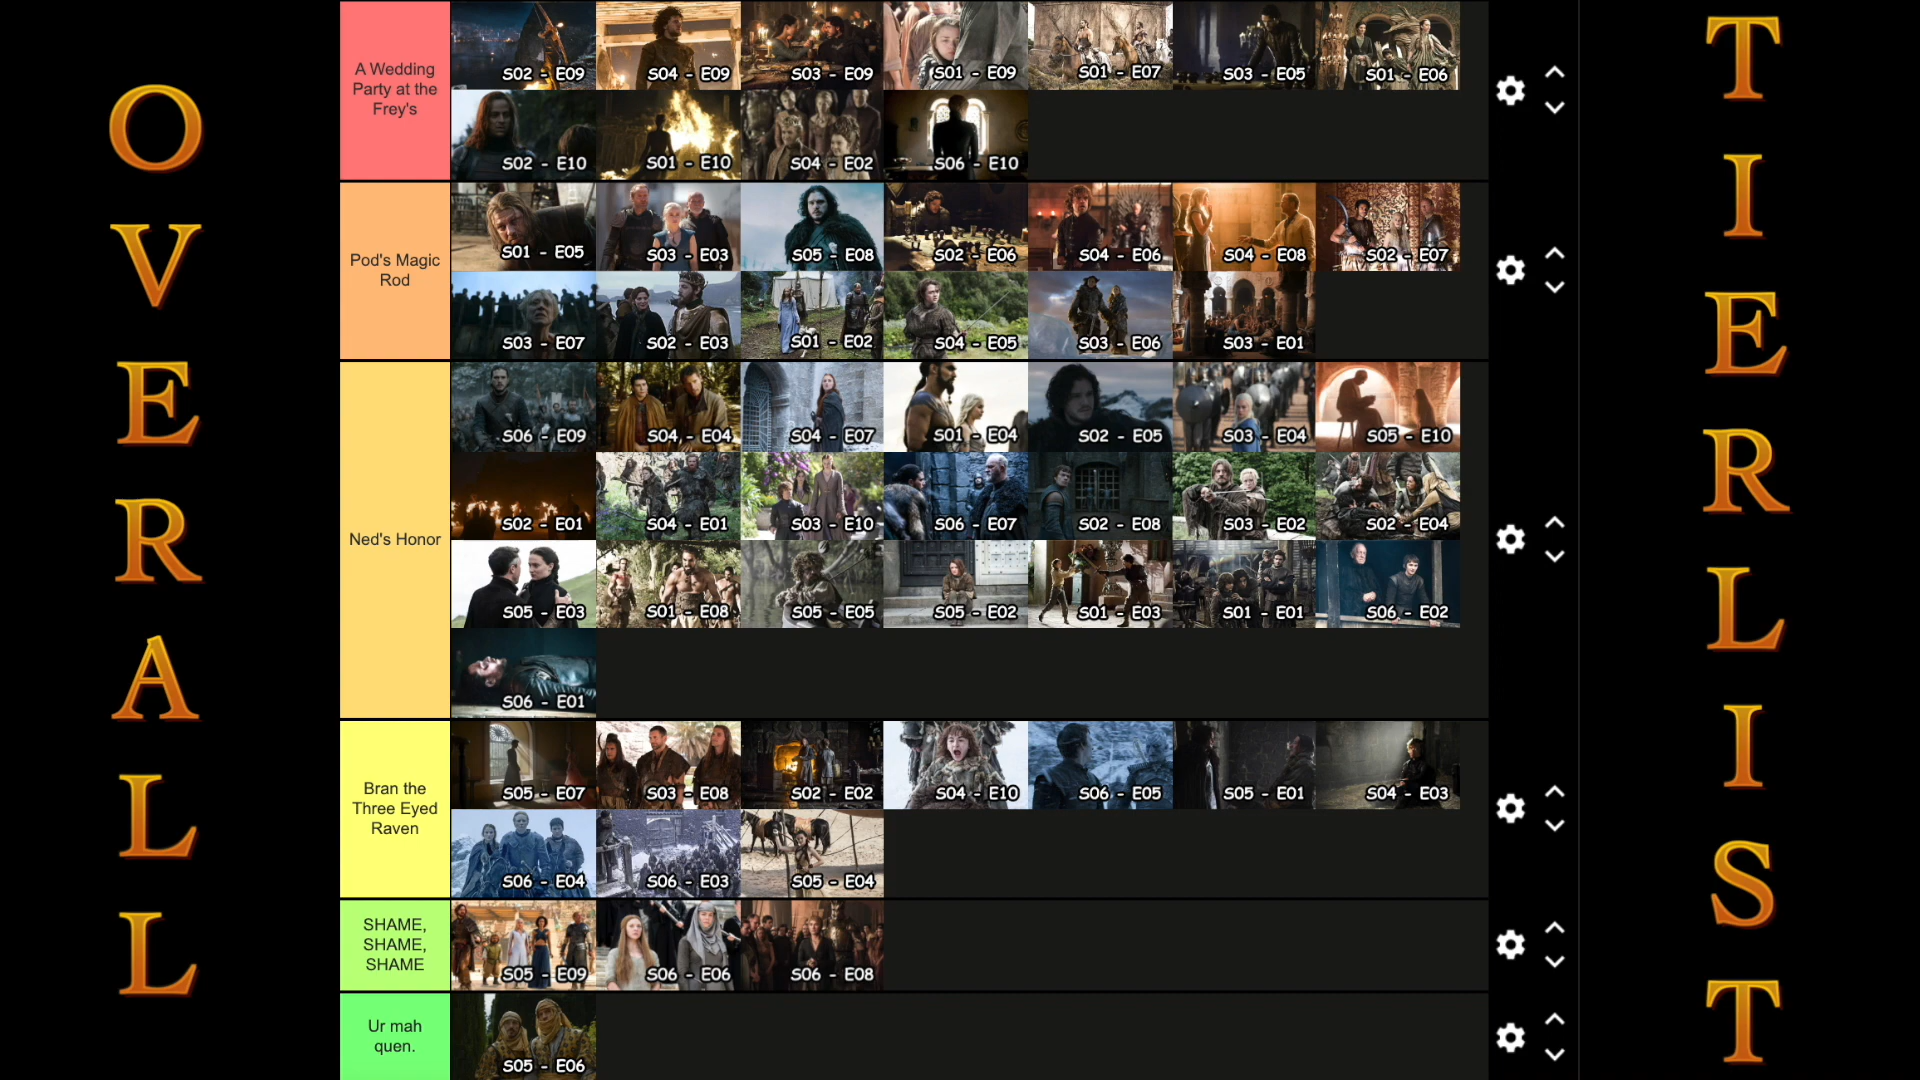 OVERALL
TIERLIST
A Wedding
Party at the
Frey's
S02 - E09
S04 - E09
S03 - E09
S01 - E09
S01 - E07
S03 - E05
S01 - E06
S02 - E10
S01 - E10
S04 - E02
S06 - E10
Pod's Magic
Rod
S01 - E05
S03 - E03
S05 - E08
S02 - E06
S04 - E06
S04 - E08
S02 - E07
S03 - E07
S02 - E03
S01 - E02
S04 - E05
S03 - E06
S03 - E01
Ned's Honor
S06 - E09
S04 - E04
S04 - E07
S01 - E04
S02 - E05
S03 - E04
S05 - E10
S02 - E01
S04 - E01
S03 - E10
S06 - E07
S02 - E08
S03 - E02
S02 - E04
S05 - E03
S01 - E08
S05 - E05
S05 - E02
S01 - E03
S01 - E01
S06 - E02
S06 - E01
Bran the
Three Eyed
Raven
S05 - E07
S03 - E08
S02 - E02
S04 - E10
S06 - E05
S05 - E01
S04 - E03
S06 - E04
S06 - E03
S05 - E04
SHAME,
SHAME,
SHAME
S05 - E09
S06 - E06
S06 - E08
Ur mah
quen.
S05 - E06